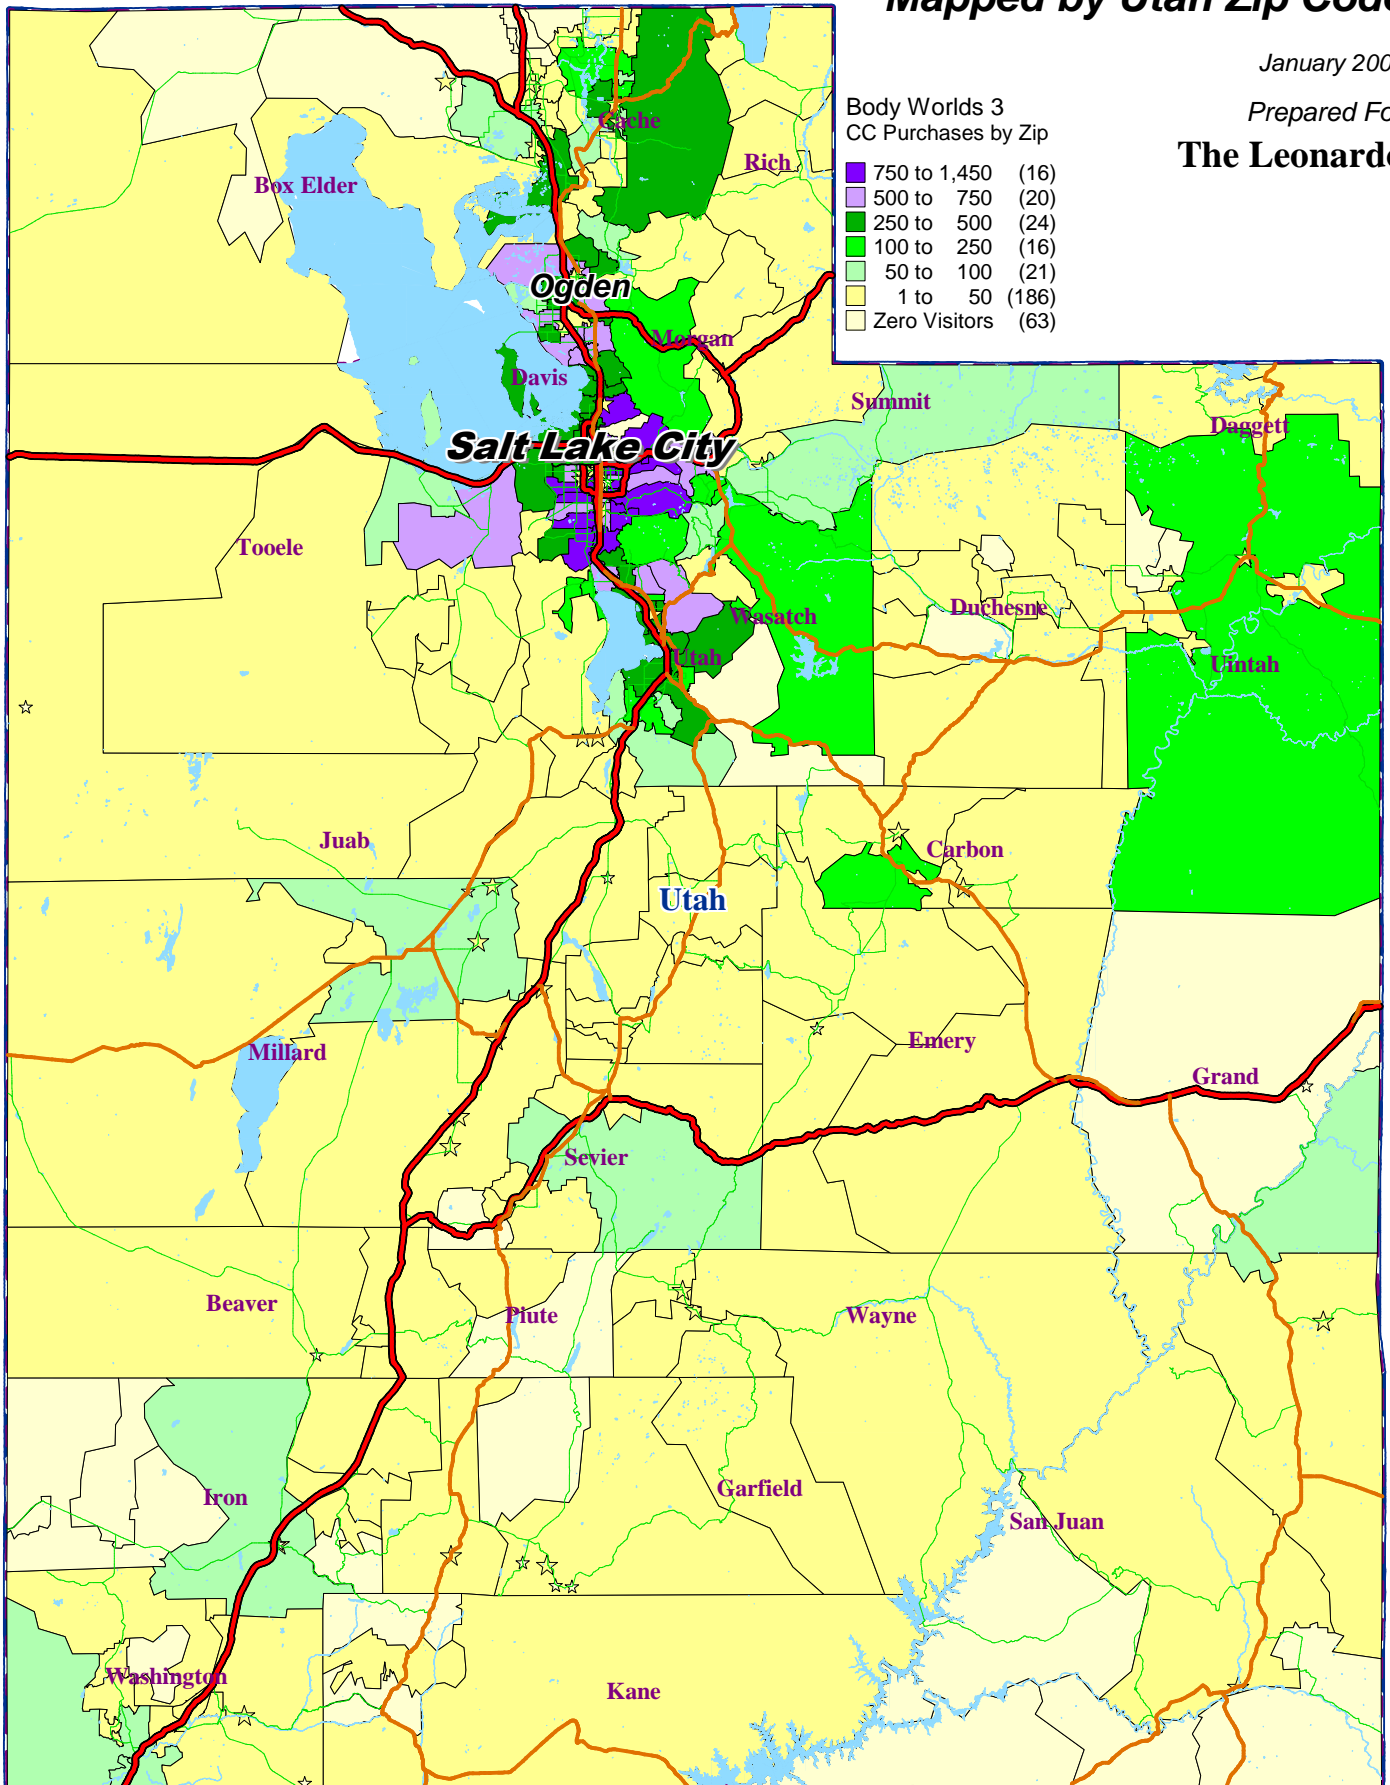 Mapped by Utah Zip Code
January 200
Prepared Fo
The Leonard
Body Worlds 3
CC Purchases by Zip
750 to 1,450 (16)
500 to 750 (20)
250 to 500 (24)
100 to 250 (16)
50 to 100 (21)
1 to 50 (186)
Zero Visitors (63)
Cache
Rich
Box Elder
Ogden
Morgan
Davis
Summit
Daggett
Salt Lake City
Tooele
Duchesne
Wasatch
Utah
Uintah
Juab
Carbon
Utah
Millard
Emery
Grand
Sevier
Beaver
Piute
Wayne
Iron
Garfield
San Juan
Washington
Kane